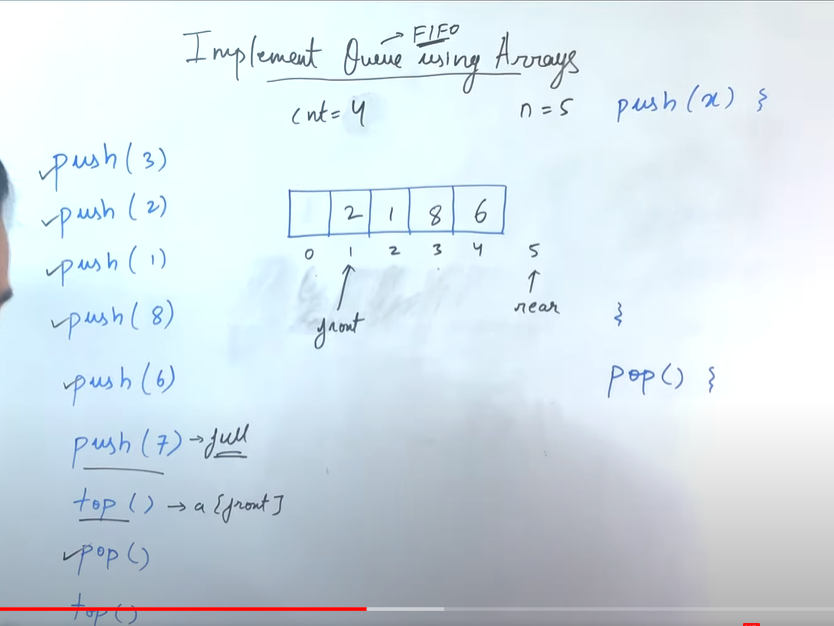 FIFO
Implement Queue using Arrays
cnt = 4
n = 5
push(x) {
push(3)
push(2)
push(1)
push(8)
push(6)
push(7) → full
top() → a[front]
pop()
top()
2 1 8 6
0 1 2 3 4 5
front
rear
}
pop() {